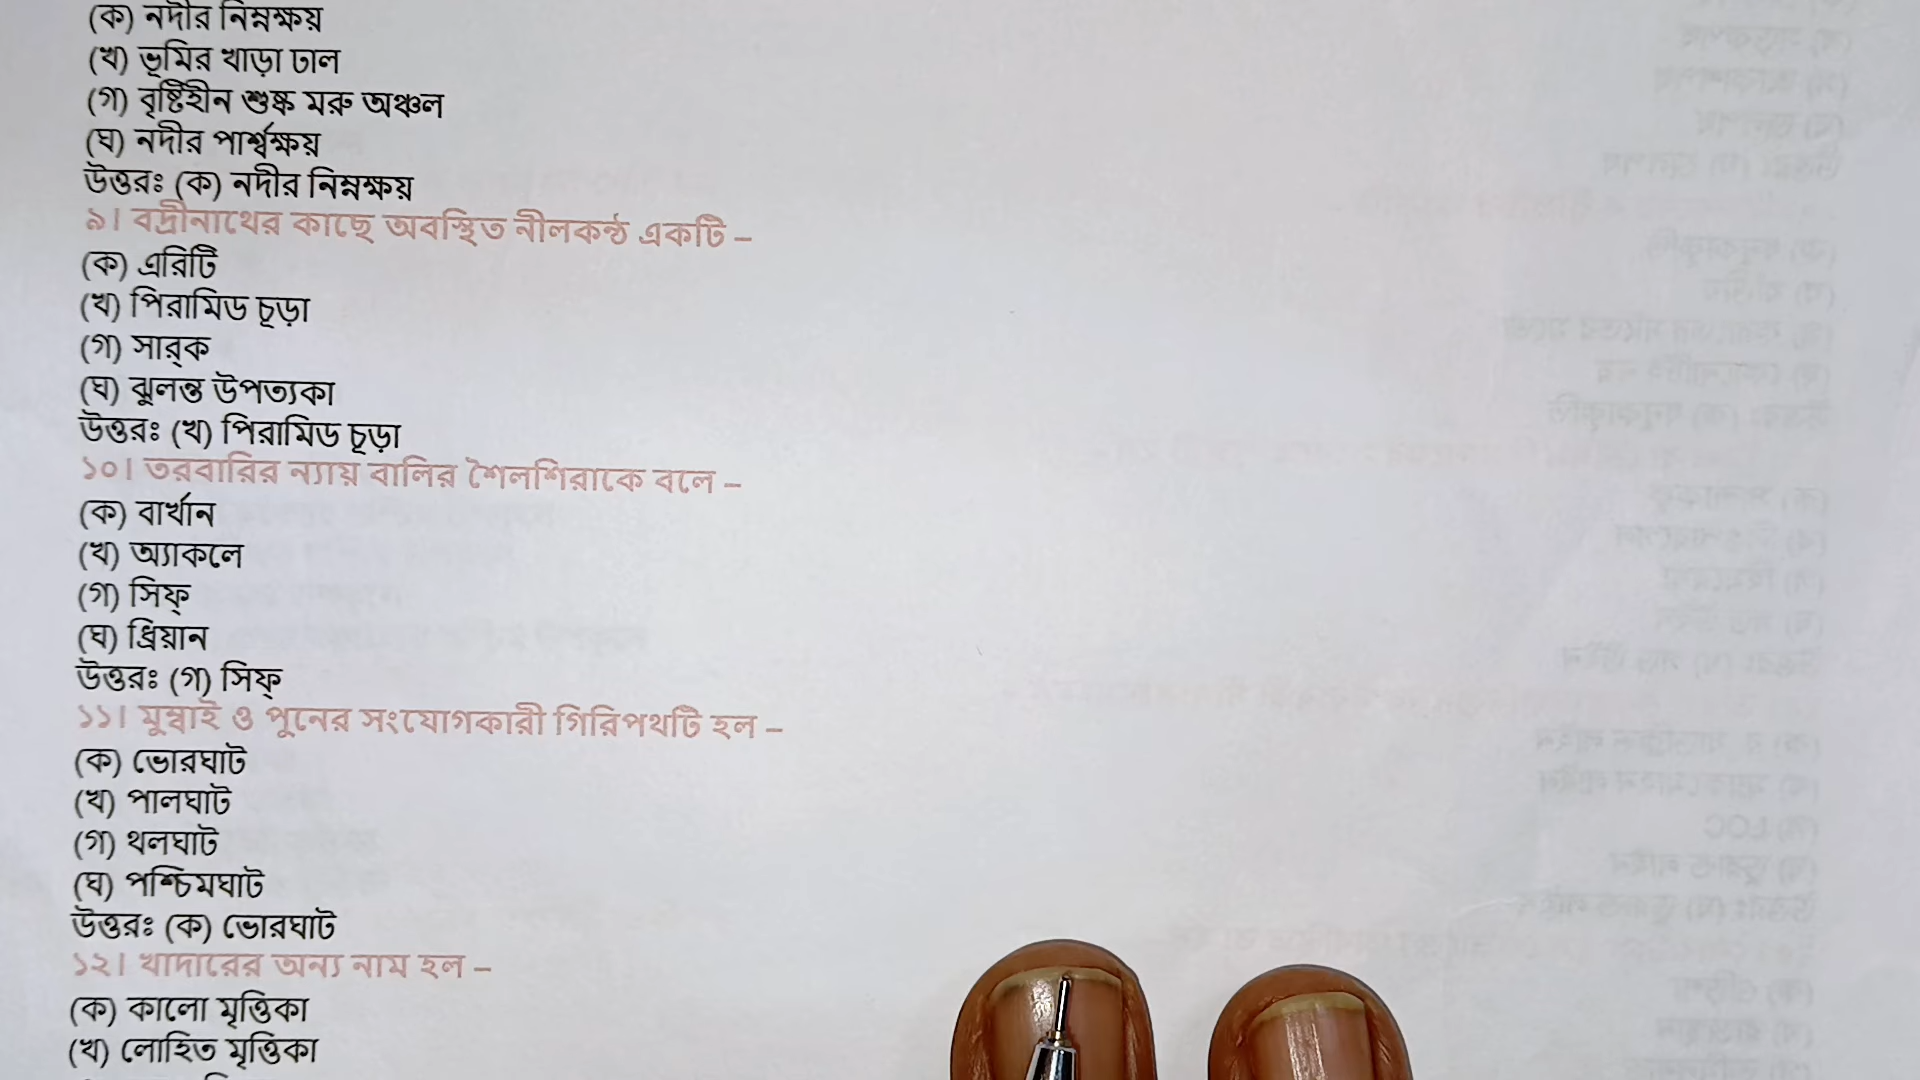 (ক) নদীর নিম্নক্ষয়
(খ) ভূমির খাড়া ঢাল
(গ) বৃষ্টিহীন শুষ্ক মরু অঞ্চল
(ঘ) নদীর পার্শ্বক্ষয়
উত্তরঃ (ক) নদীর নিম্নক্ষয়
৯। বদ্রীনাথের কাছে অবস্থিত নীলকন্ঠ একটি –
(ক) এরিটি
(খ) পিরামিড চূড়া
(গ) সার্ক
(ঘ) ঝুলন্ত উপত্যকা
উত্তরঃ (খ) পিরামিড চূড়া
১০। তরবারির ন্যায় বালির শৈলশিরাকে বলে –
(ক) বার্খান
(খ) অ্যাকলে
(গ) সিফ্
(ঘ) ধ্রিয়ান
উত্তরঃ (গ) সিফ্
১১। মুম্বাই ও পুনের সংযোগকারী গিরিপথটি হল –
(ক) ভোরঘাট
(খ) পালঘাট
(গ) থলঘাট
(ঘ) পশ্চিমঘাট
উত্তরঃ (ক) ভোরঘাট
১২। খাদারের অন্য নাম হল –
(ক) কালো মৃত্তিকা
(খ) লোহিত মৃত্তিকা